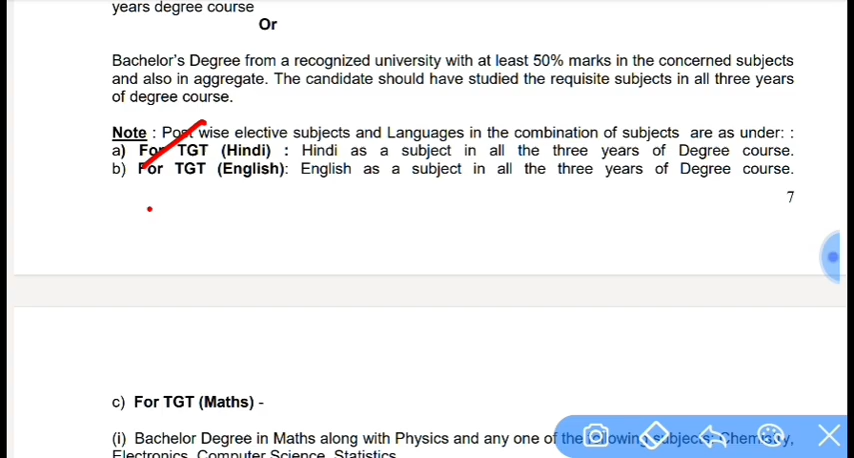 years degree course
Or
Bachelor's Degree from a recognized university with at least 50% marks in the concerned subjects
and also in aggregate. The candidate should have studied the requisite subjects in all three years
of degree course.
Note : Post wise elective subjects and Languages in the combination of subjects are as under: :
a) For TGT (Hindi) : Hindi as a subject in all the three years of Degree course.
b) For TGT (English): English as a subject in all the three years of Degree course.
7
c) For TGT (Maths) -
(i) Bachelor Degree in Maths along with Physics and any one of the following subjects: Chemistry,
Electronics, Computer Science, Statistics